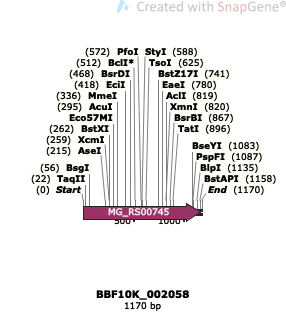 Created with SnapGene®
(572) PfoI StyI (588)
(512) BclI* TsoI (625)
(468) BsrDI BstZ17I (741)
(418) EciI EaeI (780)
(336) MmeI AclI (819)
(295) AcuI XmnI (820)
Eco57MI BsrBI (867)
(262) BstXI TatI (896)
(259) XcmI
(215) AseI BseYI (1083)
PspFI (1087)
(56) BsgI BlpI (1135)
(22) TaqII BstAPI (1158)
(0) Start End (1170)
MG_RS00745
500 1000
BBF10K_002058
1170 bp